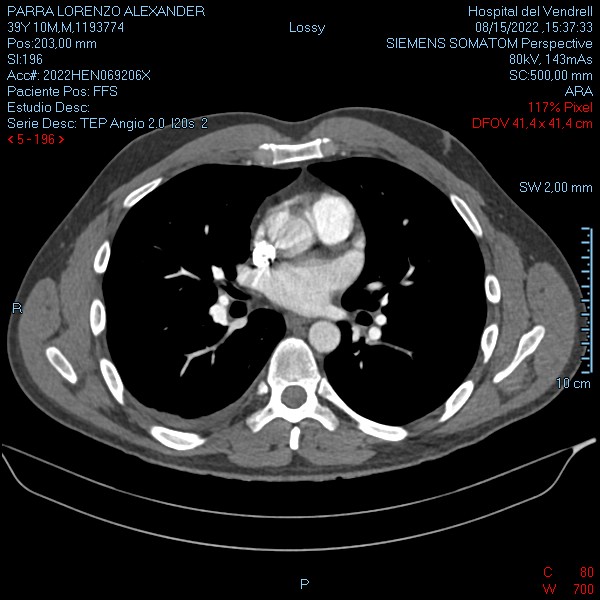 PARRA LORENZO ALEXANDER
39Y 10M,M,1193774
Pos:203,00 mm
SI:196
Acc#: 2022HEN069206X
Paciente Pos: FFS
Estudio Desc:
Serie Desc: TEP Angio 2.0 I20s 2
< 5 - 196 >
Lossy
Hospital del Vendrell
08/15/2022 ,15:37:33
SIEMENS SOMATOM Perspective
80kV, 143mAs
SC:500,00 mm
ARA
117% Pixel
DFOV 41,4 x 41,4 cm
SW 2,00 mm
R
10 cm
P
C 80
W 700